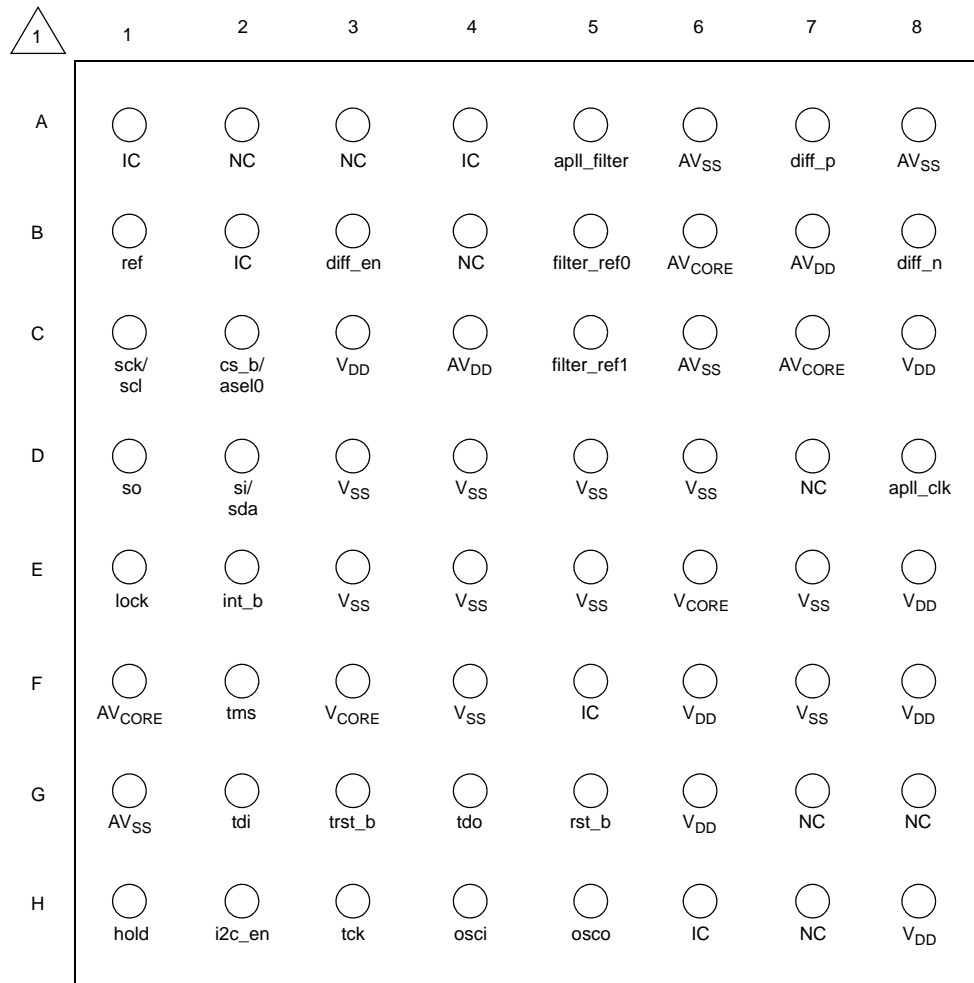 1 1 2 3 4 5 6 7 8
A
IC NC NC IC apll_filter AVSS diff_p AVSS
B
ref IC diff_en NC filter_ref0 AVCORE AVDD diff_n
C
sck/ cs_b/ VDD AVDD filter_ref1 AVSS AVCORE VDD
scl asel0
D
so si/ VSS VSS VSS VSS NC apll_clk
sda
E
lock int_b VSS VSS VSS VCORE VSS VDD
F
AVCORE tms VCORE VSS IC VDD VSS VDD
G
AVSS tdi trst_b tdo rst_b VDD NC NC
H
hold i2c_en tck osci osco IC NC VDD